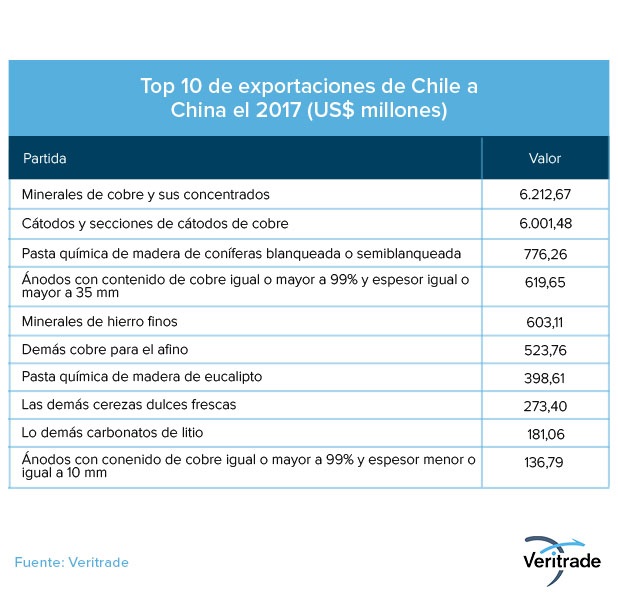 Top 10 de exportaciones de Chile a
China el 2017 (US$ millones)
Partida Valor
Minerales de cobre y sus concentrados 6.212,67
Cátodos y secciones de cátodos de cobre 6.001,48
Pasta química de madera de coníferas blanqueada o semiblanqueada 776,26
Ánodos con contenido de cobre igual o mayor a 99% y espesor igual o
mayor a 35 mm 619,65
Minerales de hierro finos 603,11
Demás cobre para el afino 523,76
Pasta química de madera de eucalipto 398,61
Las demás cerezas dulces frescas 273,40
Lo demás carbonatos de litio 181,06
Ánodos con conenido de cobre igual o mayor a 99% y espesor menor o
igual a 10 mm 136,79
Fuente: Veritrade
Veritrade